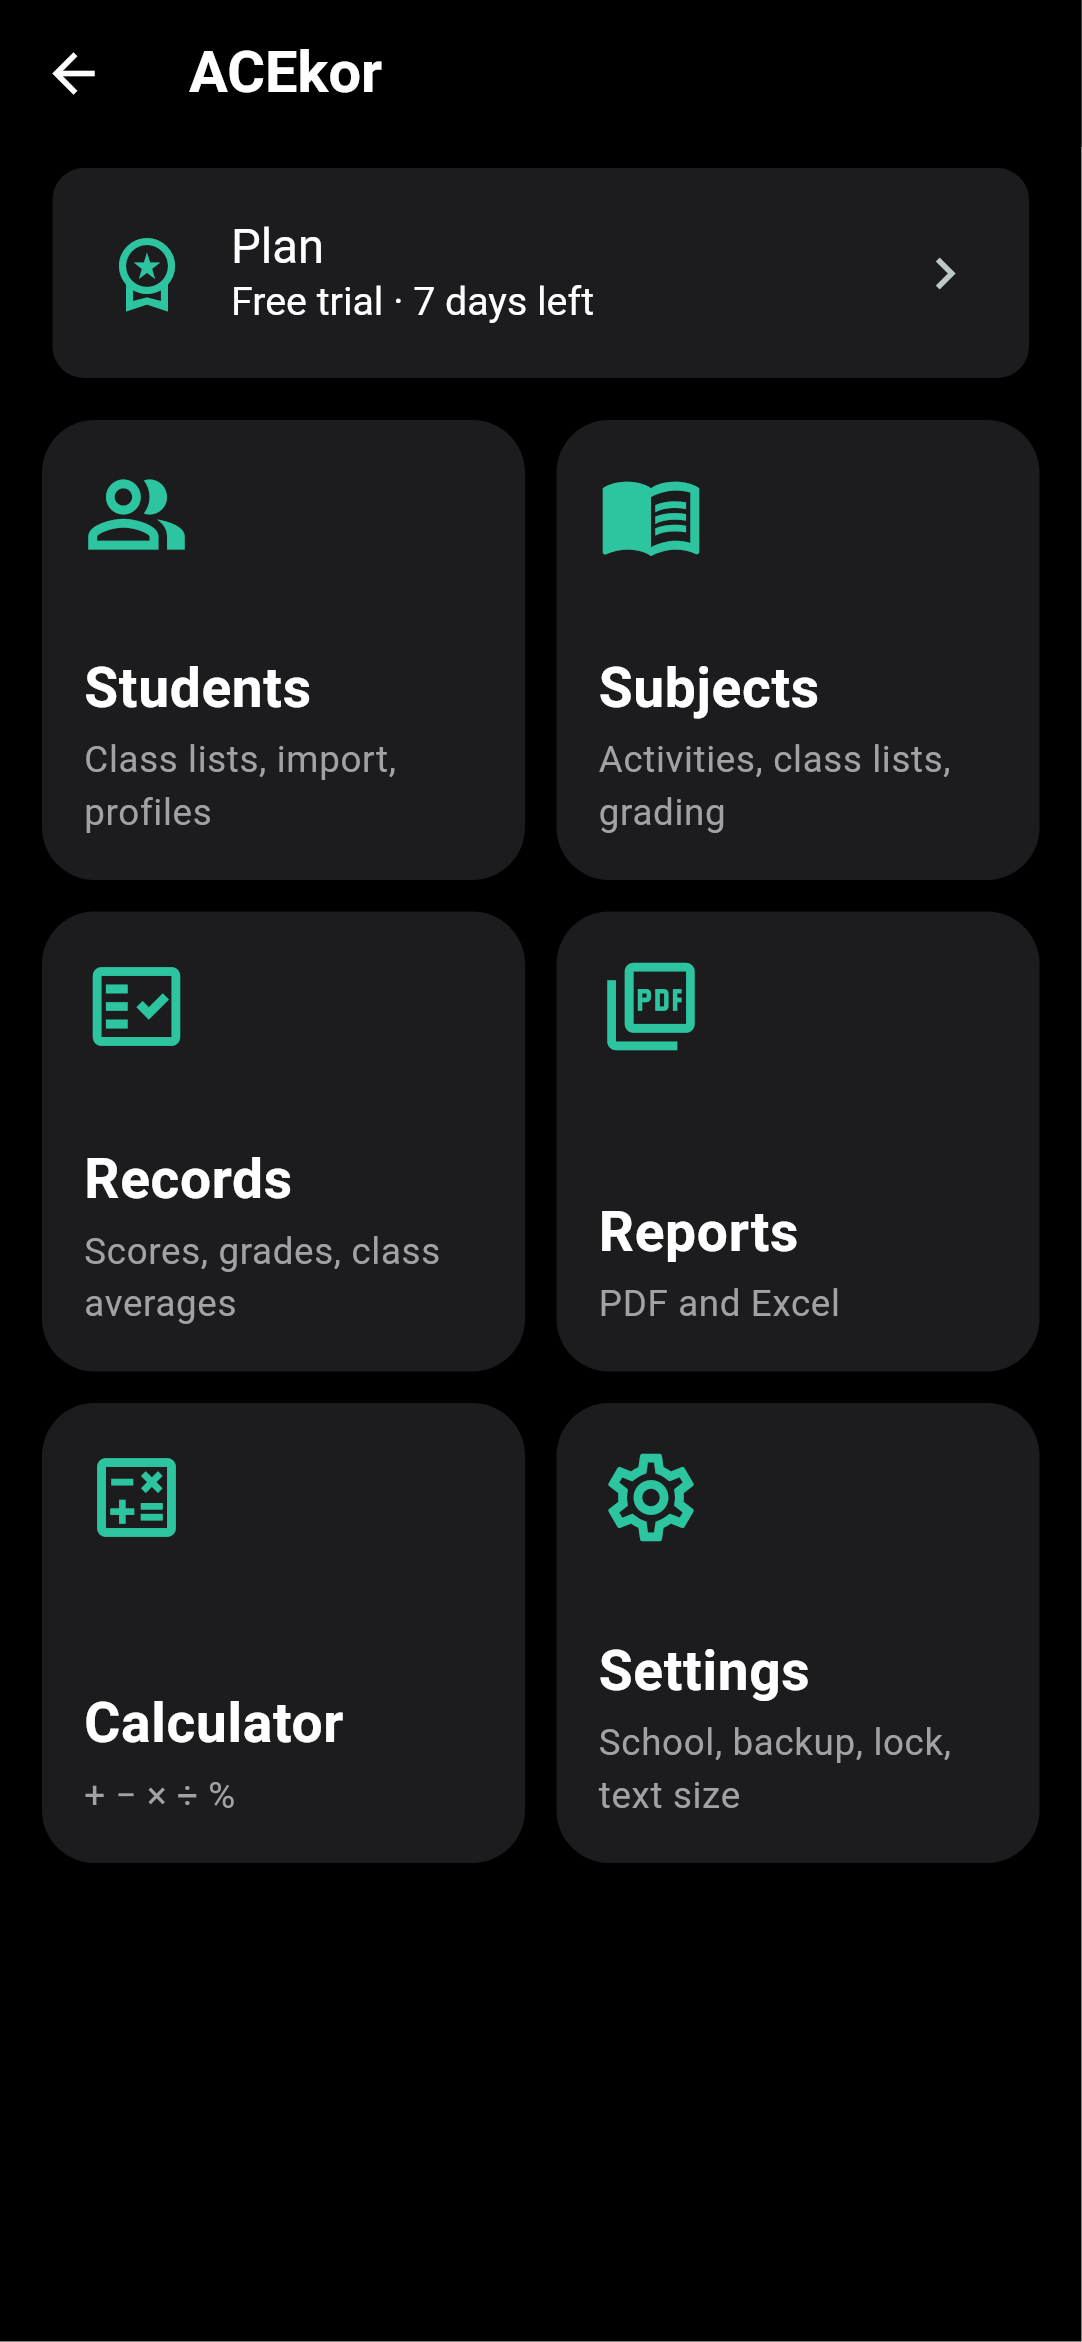 ACEkor
Plan
Free trial · 7 days left
Students
Class lists, import,
profiles
Subjects
Activities, class lists,
grading
Records
Scores, grades, class
averages
PDF
Reports
PDF and Excel
Calculator
+ − × ÷ %
Settings
School, backup, lock,
text size